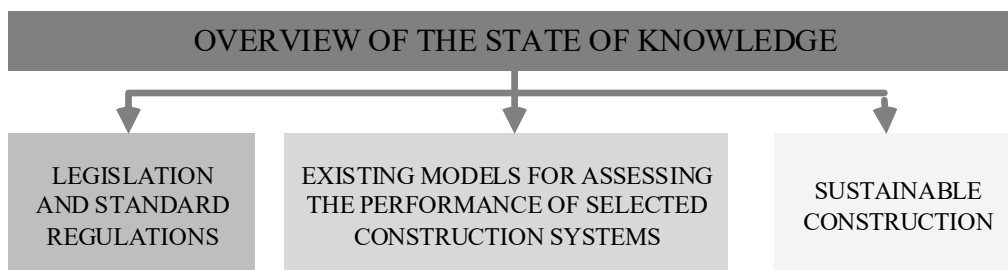 OVERVIEW OF THE STATE OF KNOWLEDGE
LEGISLATION
AND STANDARD
REGULATIONS
EXISTING MODELS FOR ASSESSING
THE PERFORMANCE OF SELECTED
CONSTRUCTION SYSTEMS
SUSTAINABLE
CONSTRUCTION